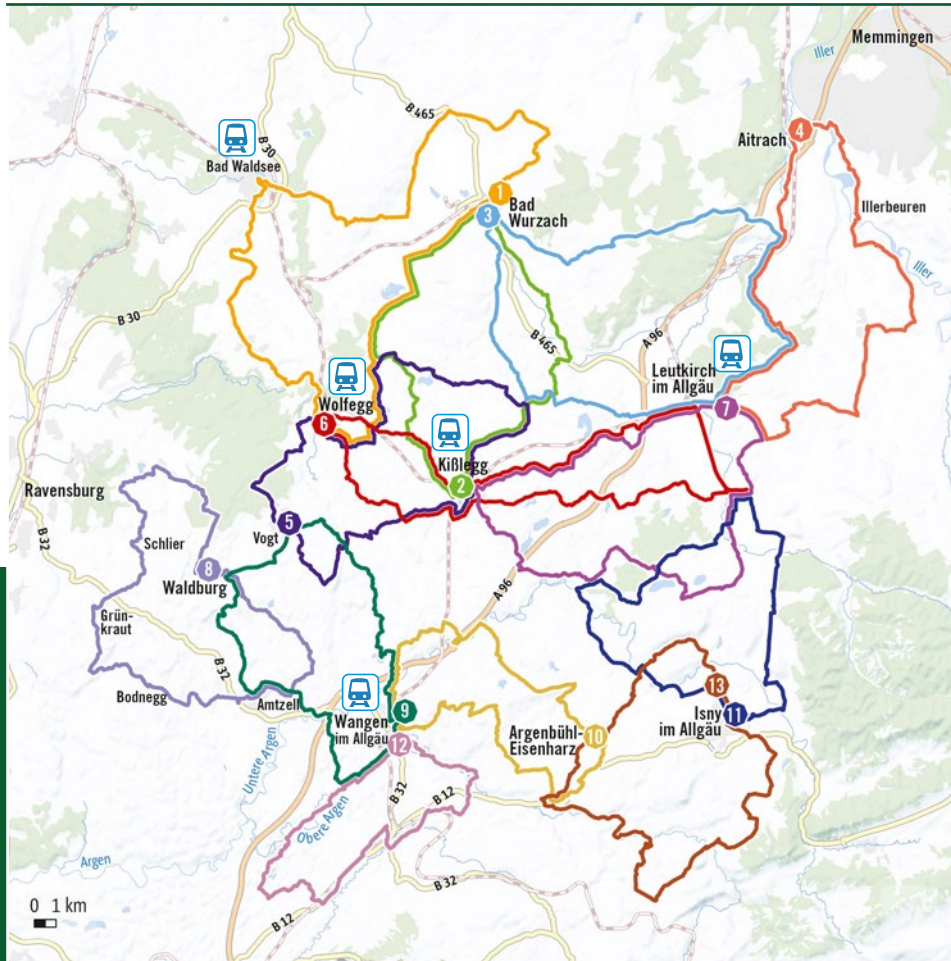 Memmingen
Iller
B 465
4
Aitrach
B 30
Bad Waldsee
1
Bad
Wurzach
3
Illerbeuren
Iller
B 30
B 465
A 96
Leutkirch
im Allgäu
7
Wolfegg
6
Kißlegg
2
Ravensburg
B 32
5
Vogt
Schlier
8
Waldburg
A 96
Grün-
kraut
B 32
Bodnegg
Amtzell
13
9
Wangen
im Allgäu
12
Argenbühl-
Eisenharz
10
11
Isny
im Allgäu
Untere Argen
B 32
B 12
Obere Argen
Argen
B 32
B 12
0 1 km